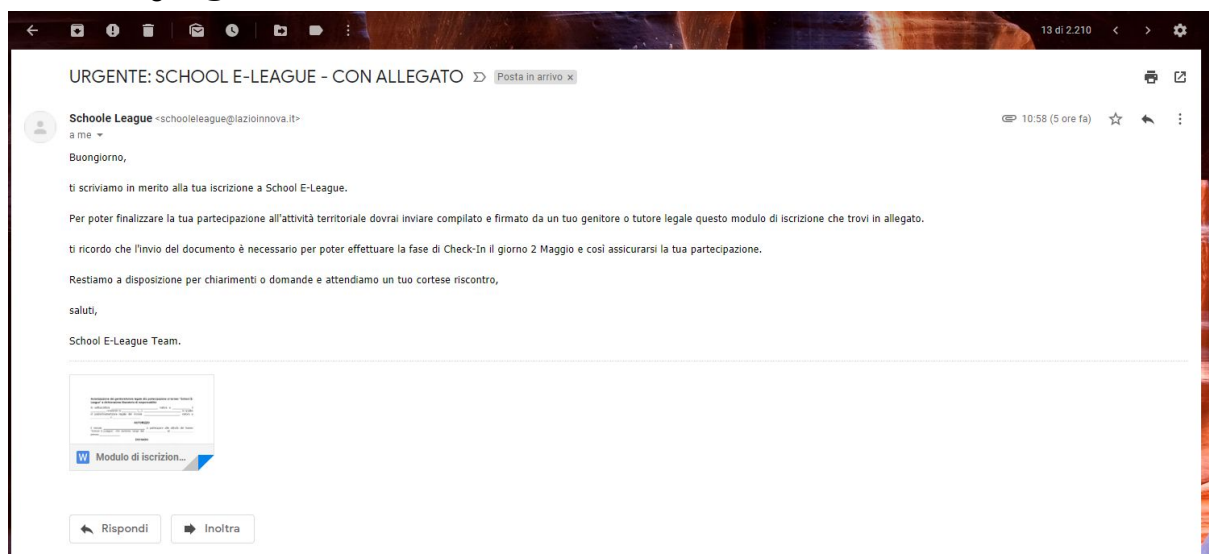 13 di 2.210
URGENTE: SCHOOL E-LEAGUE - CON ALLEGATO Posta in arrivo x
Schoole League <schooleleague@lazioinnova.it> 10:58 (5 ore fa)
a me
Buongiorno,
ti scriviamo in merito alla tua iscrizione a School E-League.
Per poter finalizzare la tua partecipazione all'attività territoriale dovrai inviare compilato e firmato da un tuo genitore o tutore legale questo modulo di iscrizione che trovi in allegato.
ti ricordo che l'invio del documento è necessario per poter effettuare la fase di Check-In il giorno 2 Maggio e così assicurarsi la tua partecipazione.
Restiamo a disposizione per chiarimenti o domande e attendiamo un tuo cortese riscontro,
saluti,
School E-League Team.
W Modulo di iscrizion...
Rispondi Inoltra